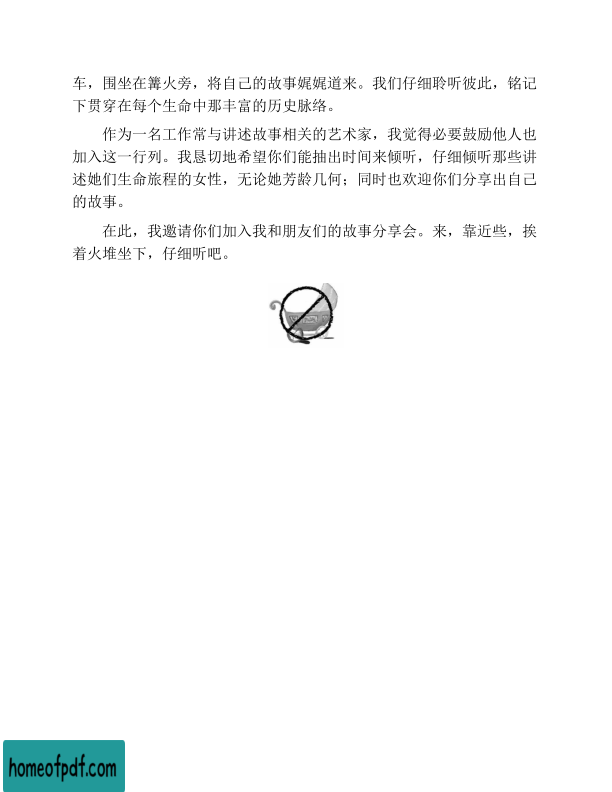 车，围坐在篝火旁，将自己的故事娓娓道来。我们仔细聆听彼此，铭记
下贯穿在每个生命中那丰富的历史脉络。
作为一名工作常与讲述故事相关的艺术家，我觉得必要鼓励他人也
加入这一行列。我恳切地希望你们能抽出时间来倾听，仔细倾听那些讲
述她们生命旅程的女性，无论她芳龄几何；同时也欢迎你们分享出自己
的故事。
在此，我邀请你们加入我和朋友们的故事分享会。来，靠近些，挨
着火堆坐下，仔细听吧。
homeofpdf.com